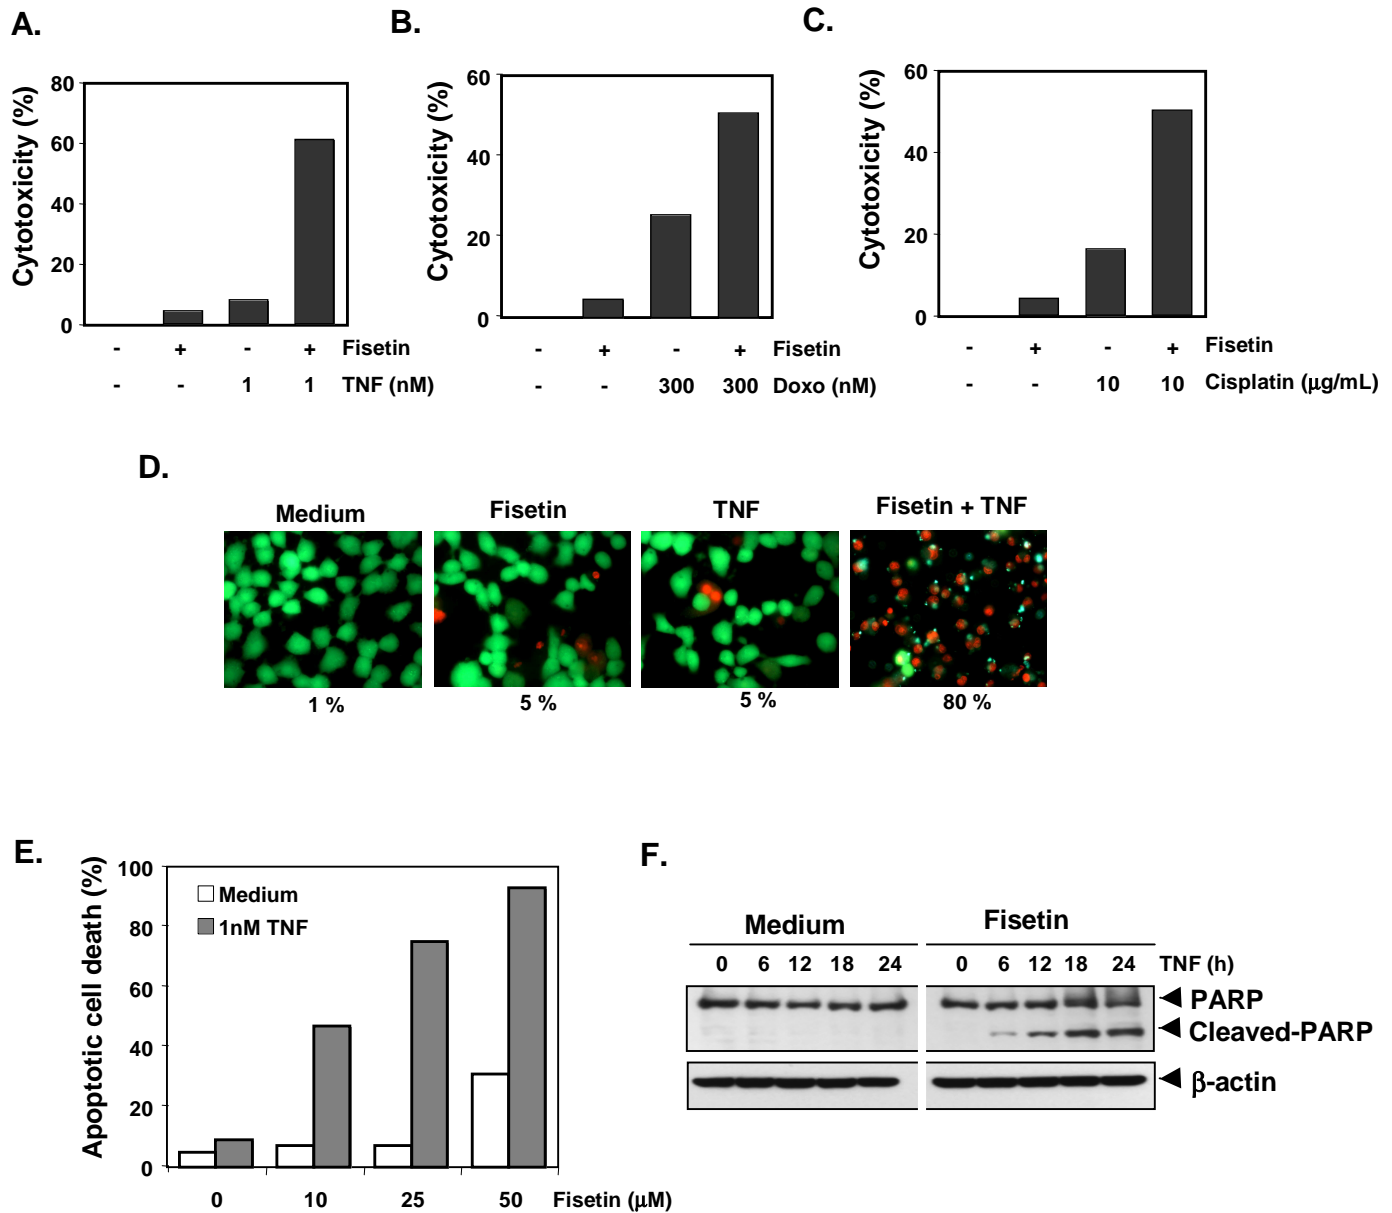 A.
B.
C.
Cytotoxicity (%)
80
60
40
20
0
- + - + Fisetin
- - 1 1 TNF (nM)
Cytotoxicity (%)
60
40
20
0
- + - + Fisetin
- - 300 300 Doxo (nM)
Cytotoxicity (%)
60
40
20
0
- + - + Fisetin
- - 10 10 Cisplatin (μg/mL)
D.
Medium Fisetin TNF Fisetin + TNF
1 % 5 % 5 % 80 %
E.
Apoptotic cell death (%)
100
80
60
40
20
0
Medium
1nM TNF
0 10 25 50 Fisetin (μM)
F.
Medium Fisetin
0 6 12 18 24 0 6 12 18 24 TNF (h)
PARP
Cleaved-PARP
β-actin